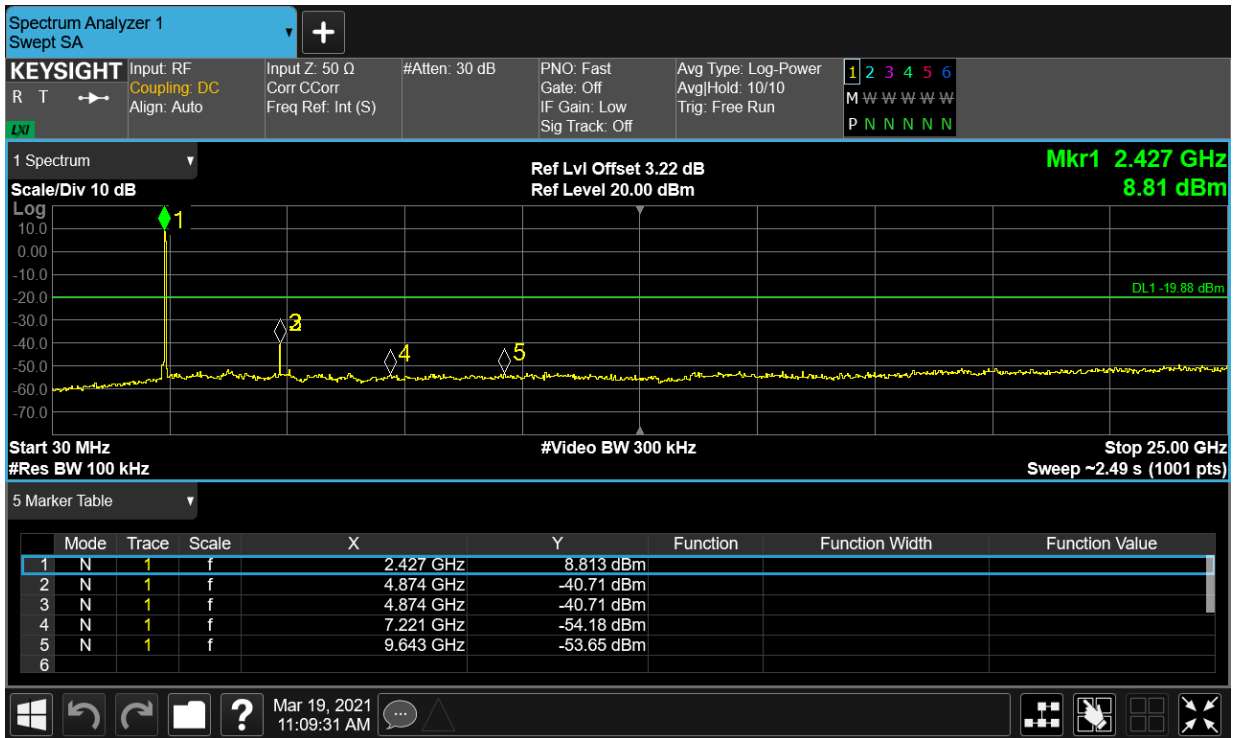 Spectrum Analyzer 1
Swept SA
KEYSIGHT
R T
LXI
Input: RF
Coupling: DC
Align: Auto
Input Z: 50 Ω
Corr CCorr
Freq Ref: Int (S)
#Atten: 30 dB
PNO: Fast
Gate: Off
IF Gain: Low
Sig Track: Off
Avg Type: Log-Power
Avg|Hold: 10/10
Trig: Free Run
1 2 3 4 5 6
M W W W W W
P N N N N N
1 Spectrum
Scale/Div 10 dB
Ref Lvl Offset 3.22 dB
Ref Level 20.00 dBm
Mkr1 2.427 GHz
8.81 dBm
Log
10.0
0.00
-10.0
-20.0
-30.0
-40.0
-50.0
-60.0
-70.0
1
3
4
5
DL1 -19.88 dBm
Start 30 MHz
#Video BW 300 kHz
Stop 25.00 GHz
#Res BW 100 kHz
Sweep ~2.49 s (1001 pts)
5 Marker Table
Mode Trace Scale X Y Function Function Width Function Value
1 N 1 f 2.427 GHz 8.813 dBm
2 N 1 f 4.874 GHz -40.71 dBm
3 N 1 f 4.874 GHz -40.71 dBm
4 N 1 f 7.221 GHz -54.18 dBm
5 N 1 f 9.643 GHz -53.65 dBm
6
?
Mar 19, 2021
11:09:31 AM